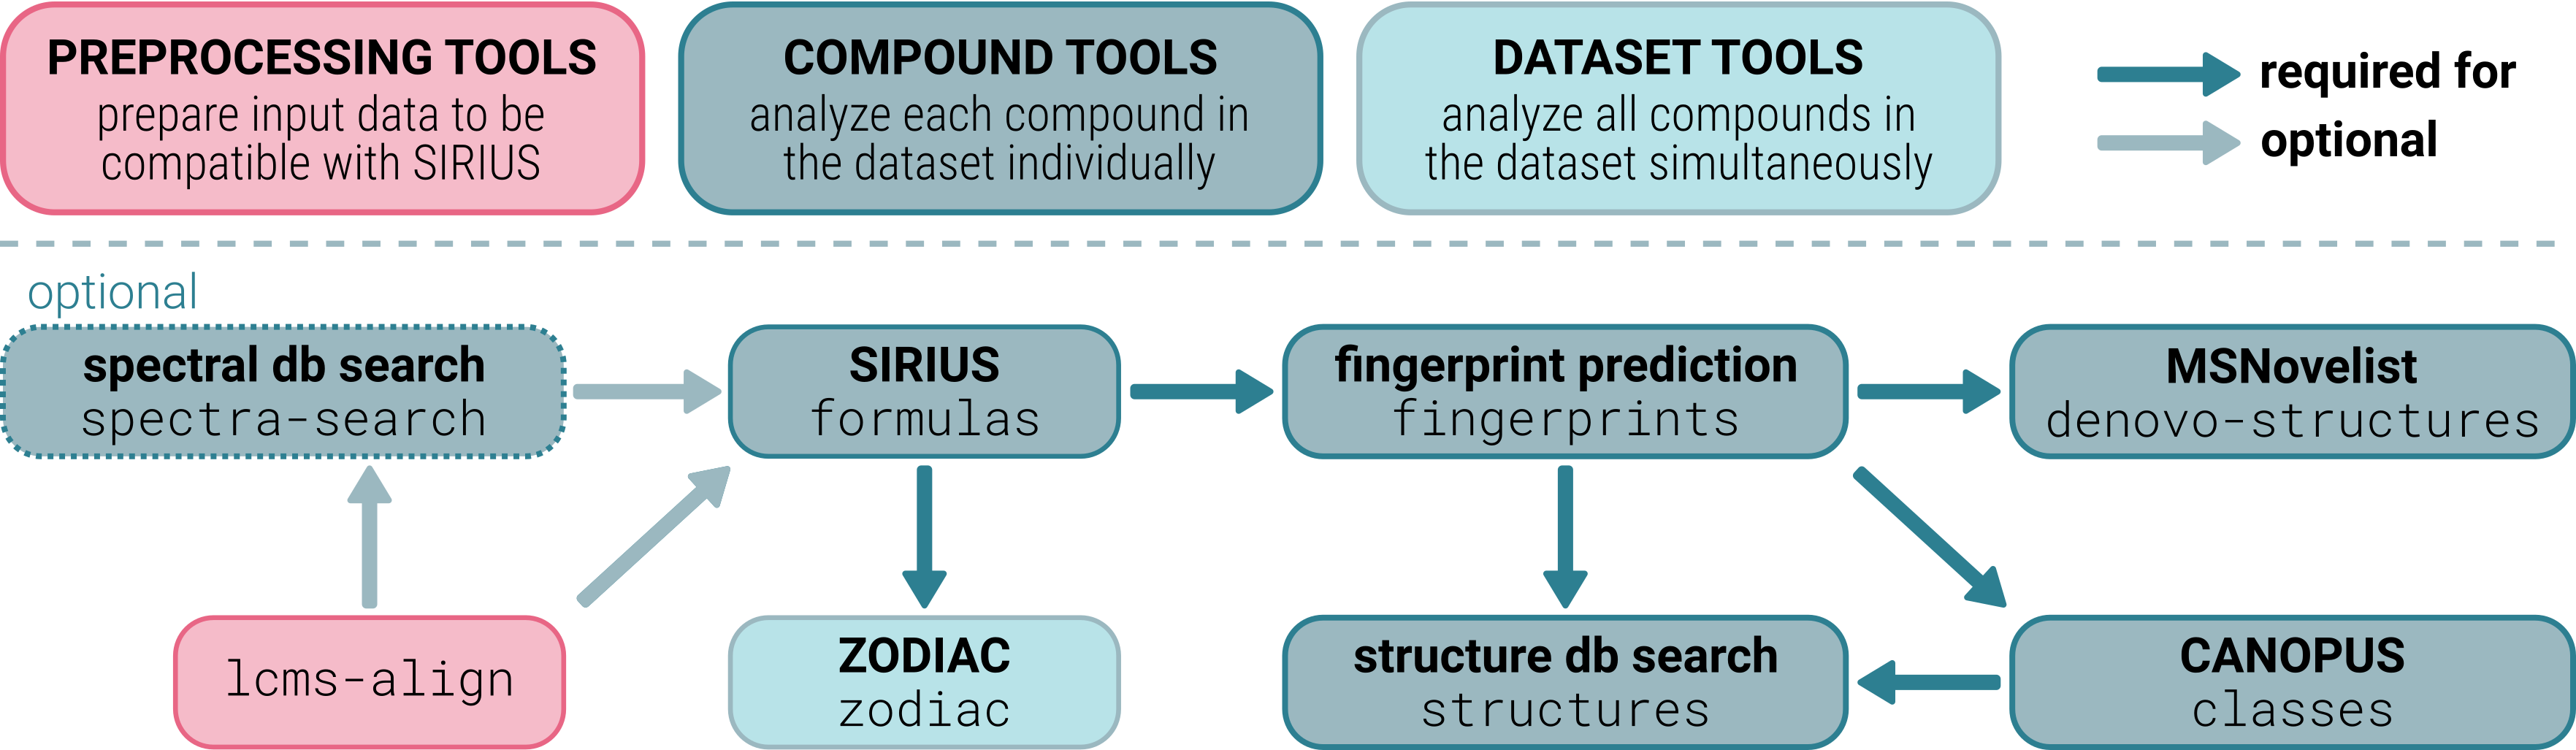 PREPROCESSING TOOLS
prepare input data to be
compatible with SIRIUS
COMPOUND TOOLS
analyze each compound in
the dataset individually
DATASET TOOLS
analyze all compounds in
the dataset simultaneously
required for
optional
optional
spectral db search
spectra-search
SIRIUS
formulas
fingerprint prediction
fingerprints
MSNovelist
denovo-structures
lcms-align
ZODIAC
zodiac
structure db search
structures
CANOPUS
classes